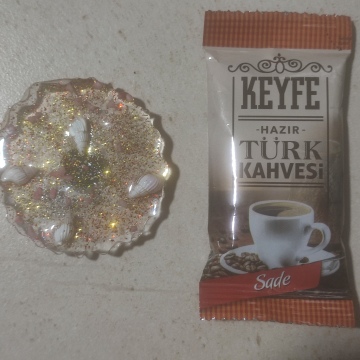 KEYFE
- HAZIR -
TÜRK
KAHVESİ
Sade